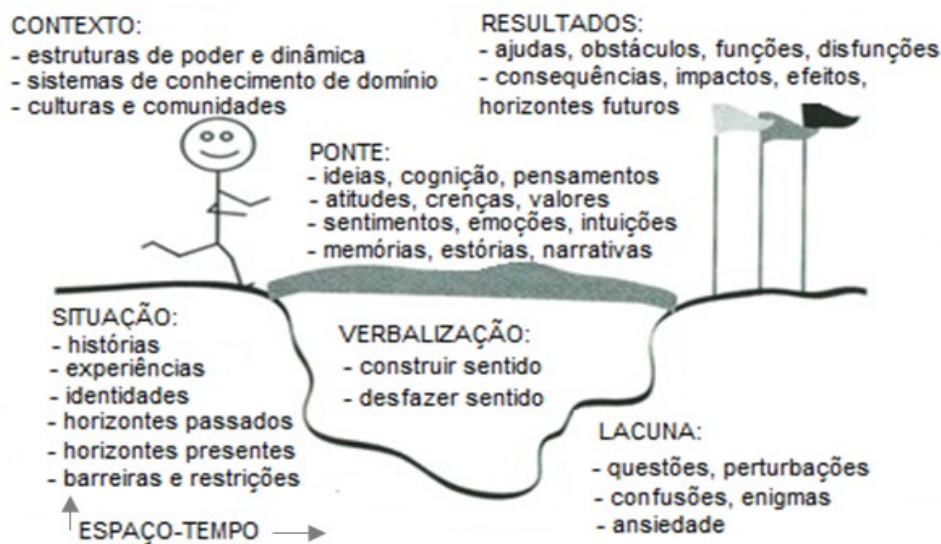 CONTEXTO:
- estruturas de poder e dinâmica
- sistemas de conhecimento de domínio
- culturas e comunidades
RESULTADOS:
- ajudas, obstáculos, funções, disfunções
- consequências, impactos, efeitos,
horizontes futuros
PONTE:
- ideias, cognição, pensamentos
- atitudes, crenças, valores
- sentimentos, emoções, intuições
- memórias, estórias, narrativas
SITUAÇÃO:
- histórias
- experiências
- identidades
- horizontes passados
- horizontes presentes
- barreiras e restrições
VERBALIZAÇÃO:
- construir sentido
- desfazer sentido
LACUNA:
- questões, perturbações
- confusões, enigmas
- ansiedade
ESPAÇO-TEMPO